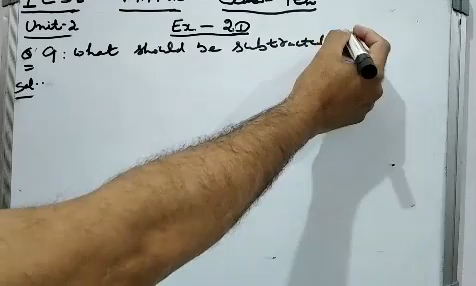 Unit-2 Ex - 2D
Q 9: what should be subtracted
Sol..